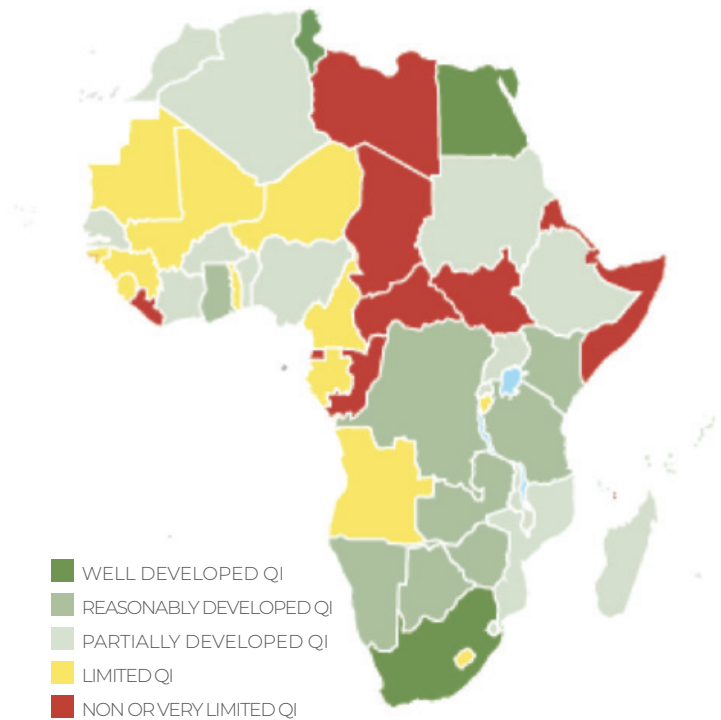 WELL DEVELOPED QI
REASONABLY DEVELOPED QI
PARTIALLY DEVELOPED QI
LIMITED QI
NON OR VERY LIMITED QI